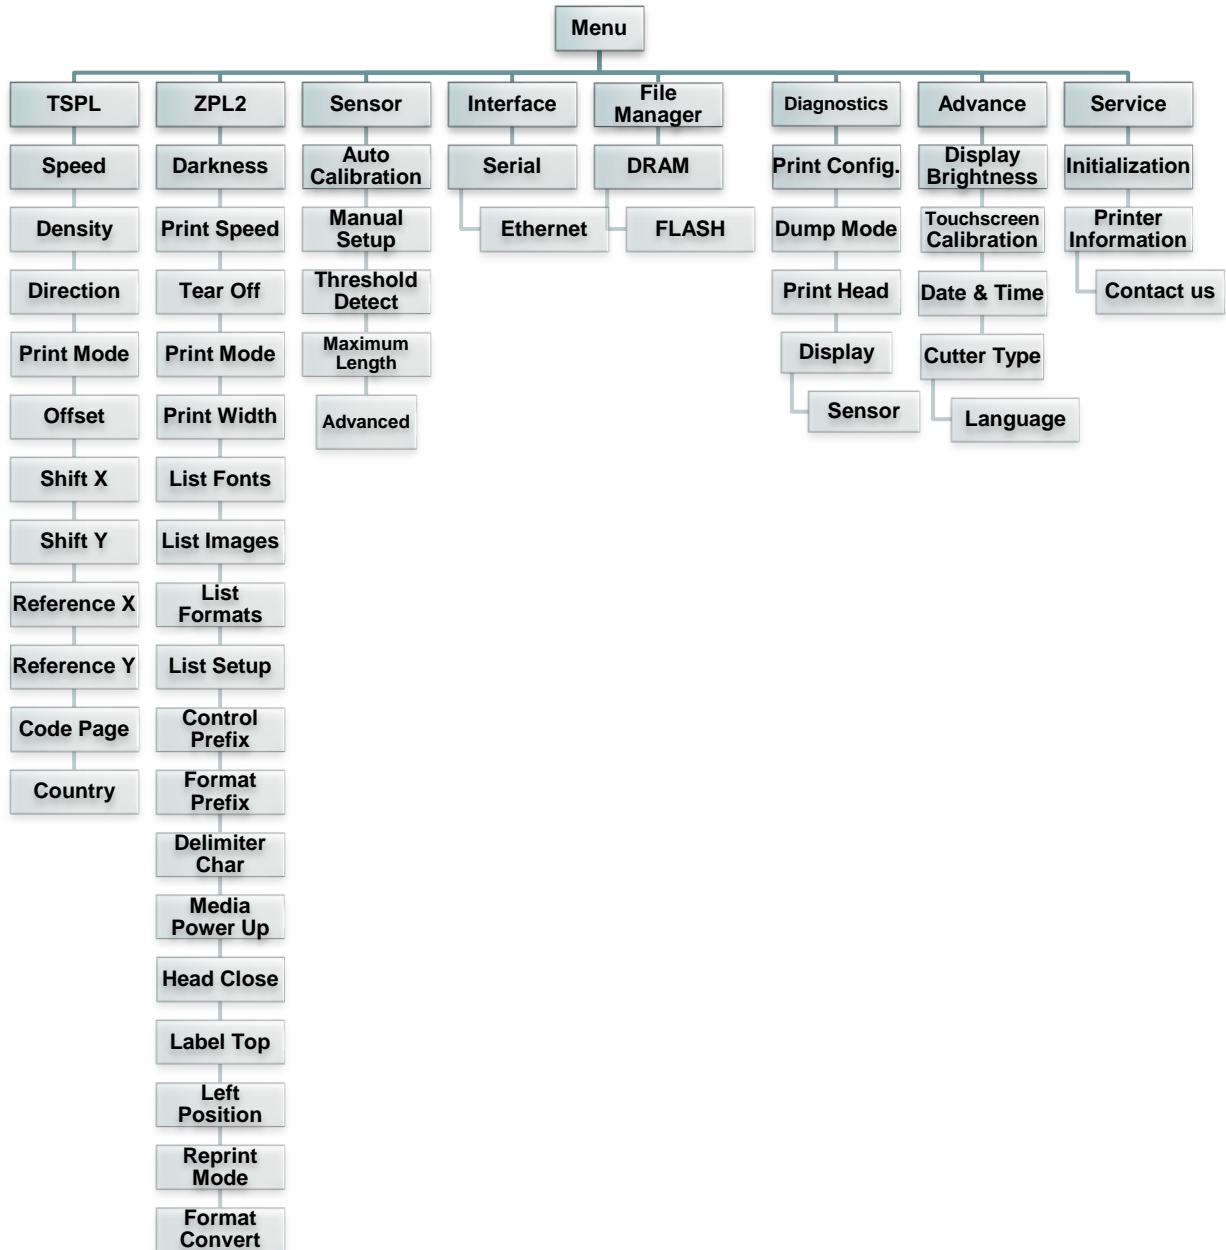 Menu
TSPL
Speed
Density
Direction
Print Mode
Offset
Shift X
Shift Y
Reference X
Reference Y
Code Page
Country
ZPL2
Darkness
Print Speed
Tear Off
Print Mode
Print Width
List Fonts
List Images
List
Formats
List Setup
Control
Prefix
Format
Prefix
Delimiter
Char
Media
Power Up
Head Close
Label Top
Left
Position
Reprint
Mode
Format
Convert
Sensor
Auto
Calibration
Manual
Setup
Threshold
Detect
Maximum
Length
Advanced
Interface
Serial
Ethernet
File
Manager
DRAM
FLASH
Diagnostics
Print Config.
Dump Mode
Print Head
Display
Sensor
Advance
Display
Brightness
Touchscreen
Calibration
Date & Time
Cutter Type
Language
Service
Initialization
Printer
Information
Contact us